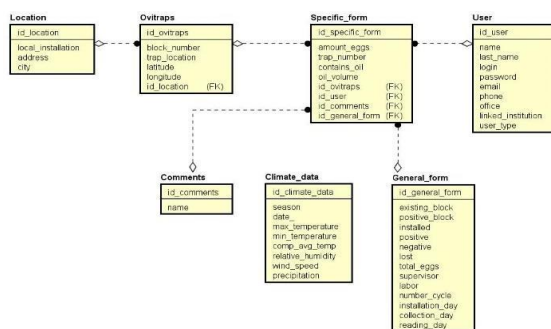 Location
id_location
local_installation
address
city
Ovitraps
id_ovitraps
block_number
trap_location
latitude
longitude
id_location (FK)
Specific_form
id_specific_form
amount_eggs
trap_number
contains_oil
oil_volume
id_ovitraps (FK)
id_user (FK)
id_comments (FK)
id_general_form (FK)
User
id_user
name
last_name
login
password
email
phone
office
linked_institution
user_type
Comments
id_comments
name
Climate_data
id_climate_data
season
date_
max_temperature
min_temperature
comp_avg_temp
relative_humidity
wind_speed
precipitation
General_form
id_general_form
existing_block
positive_block
installed
positive
negative
lost
total_eggs
supervisor
labor
number_cycle
installation_day
collection_day
reading_day